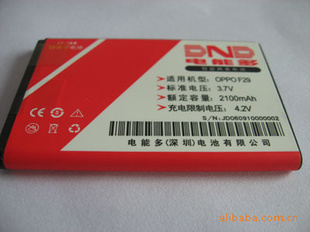 DND
电能多
适用机型：OPPO F29
标准电压：3.7V
额定容量：2100mAh
充电限制电压：4.2V
S/N:JD080910000002
电能多(深圳)电池有限公司
alibaba.com.cn